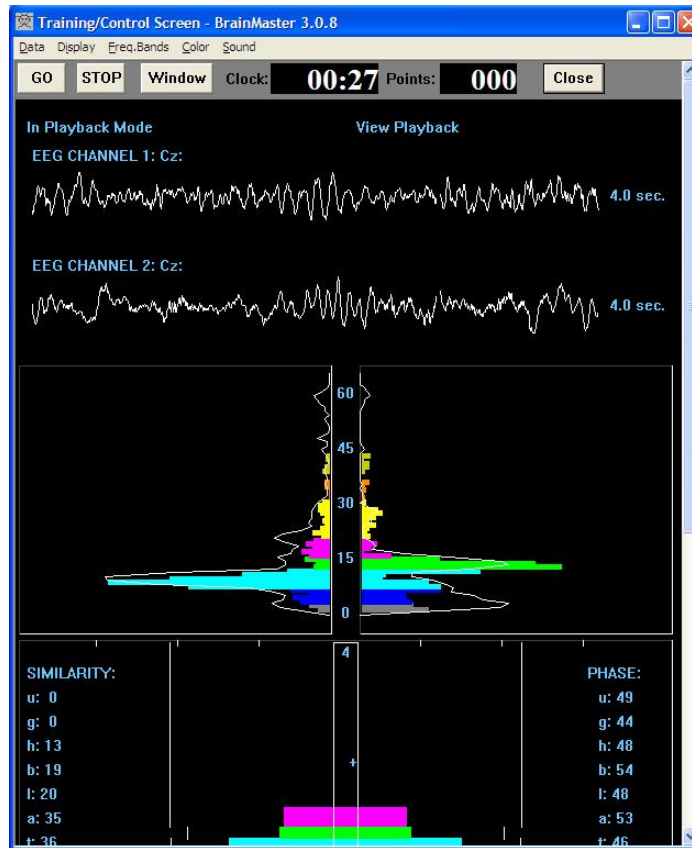 Training/Control Screen - BrainMaster 3.0.8
Data Display Freq.Bands Color Sound
GO STOP Window Clock: 00:27 Points: 000 Close
In Playback Mode View Playback
EEG CHANNEL 1: Cz:
4.0 sec.
EEG CHANNEL 2: Cz:
4.0 sec.
60
45
30
15
0
4
SIMILARITY: PHASE:
u: 0 u: 49
g: 0 g: 44
h: 13 h: 48
b: 19 b: 54
l: 20 l: 48
a: 35 a: 53
t: 36 t: 46